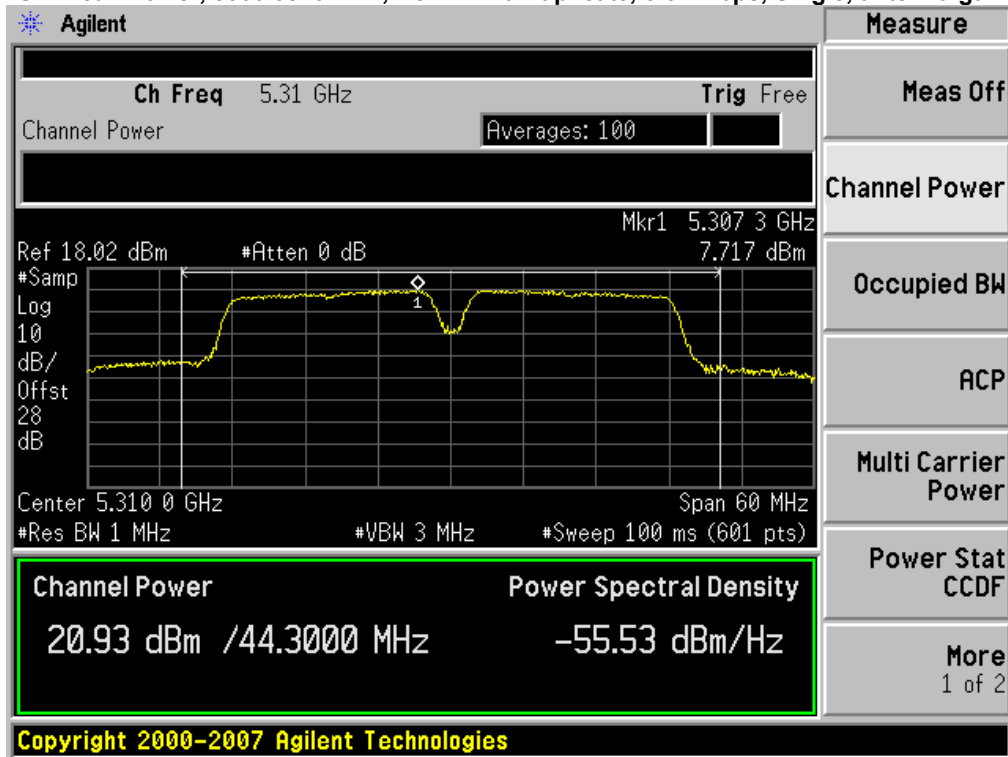 Agilent
Measure
Ch Freq 5.31 GHz Trig Free
Channel Power Averages: 100
Mkr1 5.307 3 GHz
Ref 18.02 dBm #Atten 0 dB 7.717 dBm
#Samp
Log
10
dB/
Offst
28
dB
1
Center 5.310 0 GHz Span 60 MHz
#Res BW 1 MHz #VBW 3 MHz #Sweep 100 ms (601 pts)
Channel Power Power Spectral Density
20.93 dBm /44.3000 MHz -55.53 dBm/Hz
Copyright 2000-2007 Agilent Technologies
Meas Off
Channel Power
Occupied BW
ACP
Multi Carrier
Power
Power Stat
CCDF
More
1 of 2